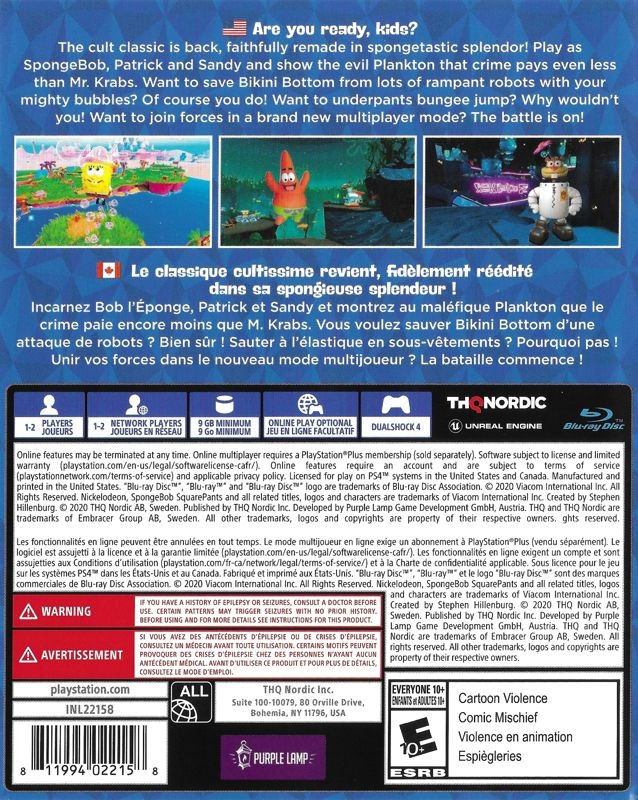 Are you ready, kids?
The cult classic is back, faithfully remade in spongetastic splendor! Play as
SpongeBob, Patrick and Sandy and show the evil Plankton that crime pays even less
than Mr. Krabs. Want to save Bikini Bottom from lots of rampant robots with your
mighty bubbles? Of course you do! Want to underpants bungee jump? Why wouldn't
you! Want to join forces in a brand new multiplayer mode? The battle is on!
Le classique cultissime revient, fidèlement réédité
dans sa spongieuse splendeur !
Incarnez Bob l'Éponge, Patrick et Sandy et montrez au maléfique Plankton que le
crime paie encore moins que M. Krabs. Vous voulez sauver Bikini Bottom d'une
attaque de robots ? Bien sûr ! Sauter à l'élastique en sous-vêtements ? Pourquoi pas !
Unir vos forces dans le nouveau mode multijoueur ? La bataille commence !
1-2 PLAYERS JOUEURS
1-2 NETWORK PLAYERS JOUEURS EN RÉSEAU
9 GB MINIMUM
9 Go MINIMUM
ONLINE PLAY OPTIONAL
JEU EN LIGNE FACULTATIF
DUALSHOCK 4
THQ NORDIC
UNREAL ENGINE
Blu-ray Disc™
Online features may be terminated at any time. Online multiplayer requires a PlayStation®Plus membership (sold separately). Software subject to license and limited
warranty (playstation.com/en-us/legal/softwarelicense-cafr/). Online features require an account and are subject to terms of service
(playstationnetwork.com/terms-of-service) and applicable privacy policy. Licensed for play on PS4™ systems in the United States and Canada. Manufactured and
printed in the United States. "Blu-ray Disc™", "Blu-ray™" and "Blu-ray Disc™" logo are trademarks of Blu-ray Disc Association. © 2020 Viacom International Inc. All
Rights Reserved. Nickelodeon, SpongeBob SquarePants and all related titles, logos and characters are trademarks of Viacom International Inc. Created by Stephen
Hillenburg. © 2020 THQ Nordic AB, Sweden. Published by THQ Nordic Inc. Developed by Purple Lamp Game Development GmbH, Austria. THQ and THQ Nordic are
trademarks of Embracer Group AB, Sweden. All other trademarks, logos and copyrights are property of their respective owners. ghts reserved.
Les fonctionnalités en ligne peuvent être annulées en tout temps. Le mode multijoueur en ligne exige un abonnement à PlayStation®Plus (vendu séparément). Le
logiciel est assujetti à la licence et à la garantie limitée (playstation.com/en-us/legal/softwarelicense-cafr/). Les fonctionnalités en ligne exigent un compte et sont
assujetties aux Conditions d'utilisation (playstation.com/fr-ca/network/legal/terms-of-service/) et à la Charte de confidentialité applicable. Sous licence pour le jeu
sur les systèmes PS4™ dans les États-Unis et au Canada. Fabriqué et imprimé aux États-Unis. "Blu-ray Disc™", "Blu-ray™" et le logo "Blu-ray Disc™" sont des marques
commerciales de Blu-ray Disc Association. © 2020 Viacom International Inc. All Rights Reserved. Nickelodeon, SpongeBob SquarePants and all related titles, logos
and characters are trademarks of Viacom International Inc.
Created by Stephen Hillenburg. © 2020 THQ Nordic AB,
Sweden. Published by THQ Nordic Inc. Developed by Purple
Lamp Game Development GmbH, Austria. THQ and THQ
Nordic are trademarks of Embracer Group AB, Sweden. All
rights reserved. All other trademarks, logos and copyrights are
property of their respective owners.
WARNING
IF YOU HAVE A HISTORY OF EPILEPSY OR SEIZURES, CONSULT A DOCTOR BEFORE
USE. CERTAIN PATTERNS MAY TRIGGER SEIZURES WITH NO PRIOR HISTORY.
BEFORE USING AND FOR MORE DETAILS SEE INSTRUCTIONS FOR THIS PRODUCT.
AVERTISSEMENT
SI VOUS AVEZ DES ANTÉCÉDENTS D'ÉPILEPSIE OU DE CRISES D'ÉPILEPSIE,
CONSULTEZ UN MÉDECIN AVANT TOUTE UTILISATION. CERTAINS MOTIFS PEUVENT
PROVOQUER DES CRISES D'ÉPILEPSIE CHEZ DES PERSONNES N'AYANT AUCUN
ANTÉCÉDENT MÉDICAL. AVANT D'UTILISER CE PRODUIT ET POUR PLUS DE DÉTAILS,
CONSULTEZ LE MODE D'EMPLOI.
playstation.com
INL22158
8 11994 02215 8
ALL
THQ Nordic Inc.
Suite 100-10079, 80 Orville Drive,
Bohemia, NY 11796, USA
PURPLE LAMP
EVERYONE 10+
ENFANTS et ADULTES 10+
E
10+
ESRB
Cartoon Violence
Comic Mischief
Violence en animation
Espiègleries